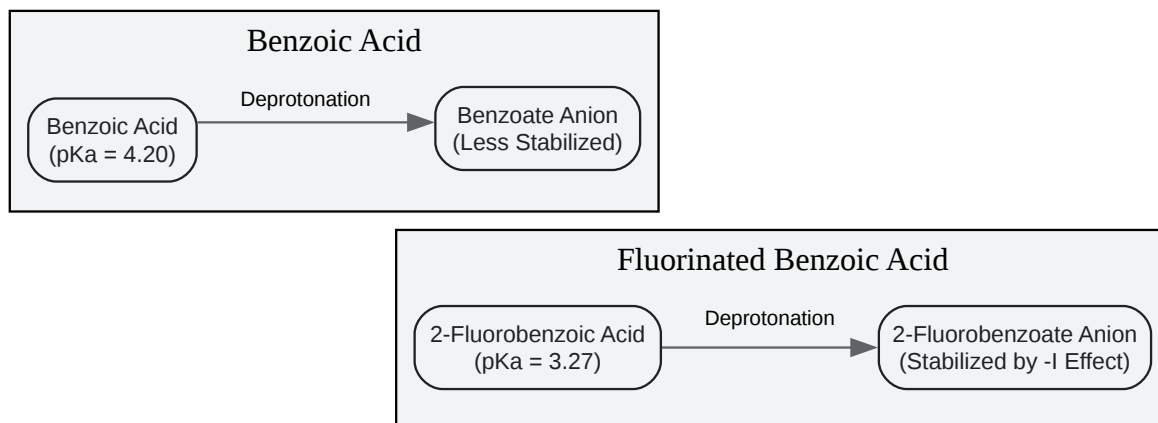 Benzoic Acid
Deprotonation
Benzoic Acid
(pKa = 4.20)
Benzoate Anion
(Less Stabilized)
Fluorinated Benzoic Acid
Deprotonation
2-Fluorobenzoic Acid
(pKa = 3.27)
2-Fluorobenzoate Anion
(Stabilized by -I Effect)